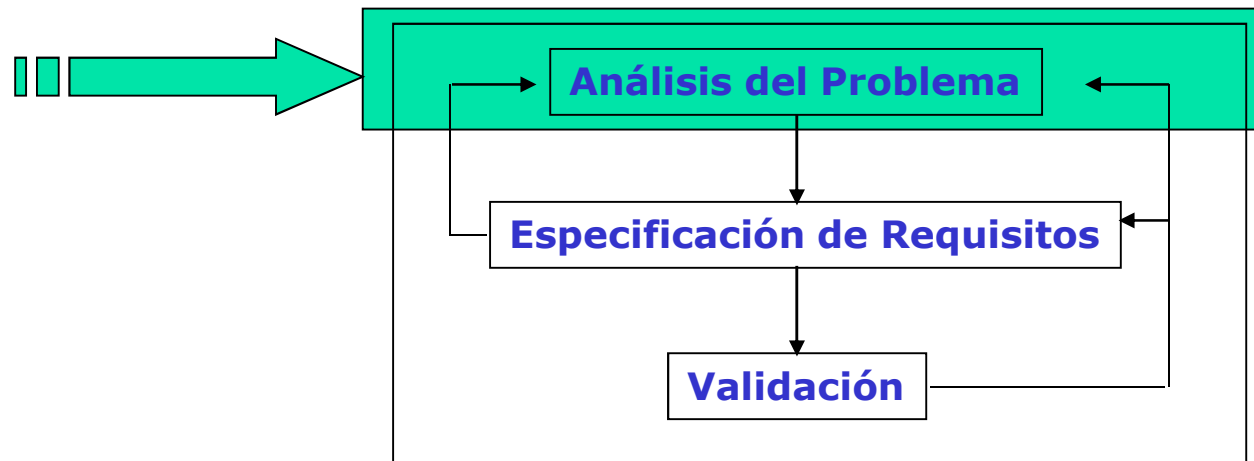 Análisis del Problema
Especificación de Requisitos
Validación